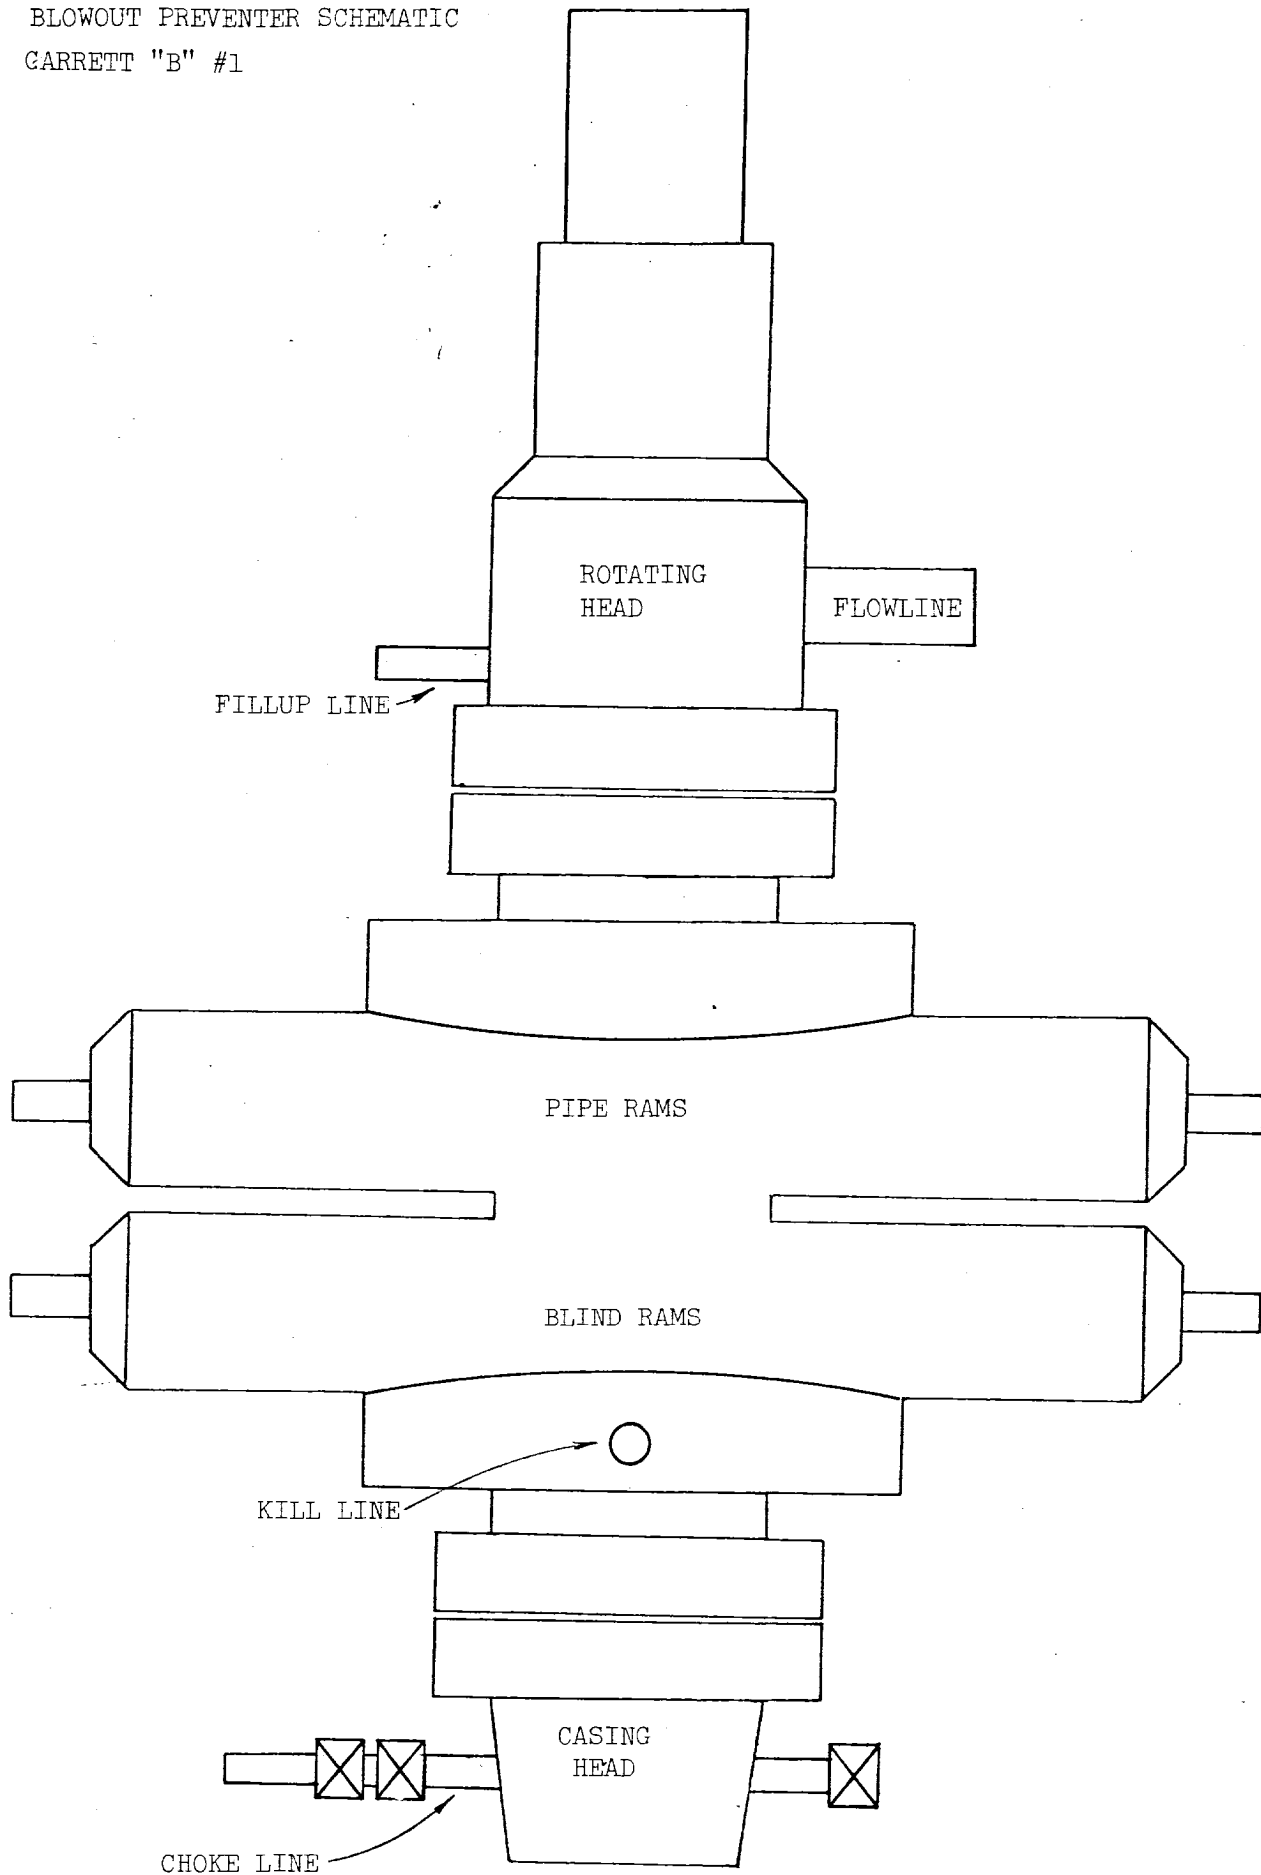 BLOWOUT PREVENTER SCHEMATIC
GARRETT "B" #1
ROTATING
HEAD
FLOWLINE
FILLUP LINE
PIPE RAMS
BLIND RAMS
KILL LINE
CASING
HEAD
CHOKE LINE